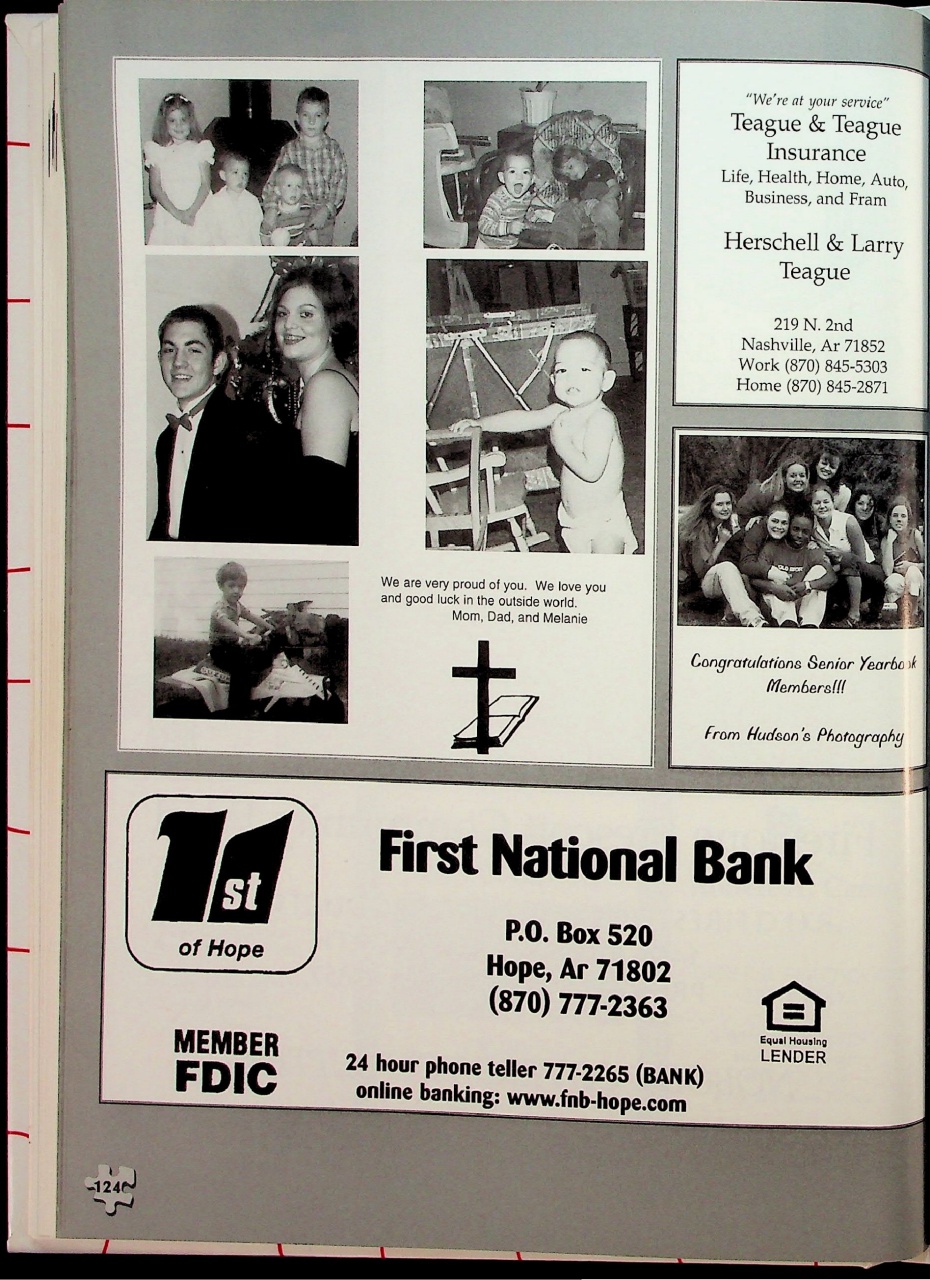 "We're at your service"
Teague & Teague
Insurance
Life, Health, Home, Auto,
Business, and Fram
Herschell & Larry
Teague
219 N. 2nd
Nashville, Ar 71852
Work (870) 845-5303
Home (870) 845-2871
We are very proud of you. We love you
and good luck in the outside world.
Mom, Dad, and Melanie
Congratulations Senior Yearbook
Members!!!
From Hudson's Photography
1st
of Hope
First National Bank
P.O. Box 520
Hope, Ar 71802
(870) 777-2363
MEMBER
FDIC
24 hour phone teller 777-2265 (BANK)
online banking: www.fnb-hope.com
Equal Housing
LENDER
124